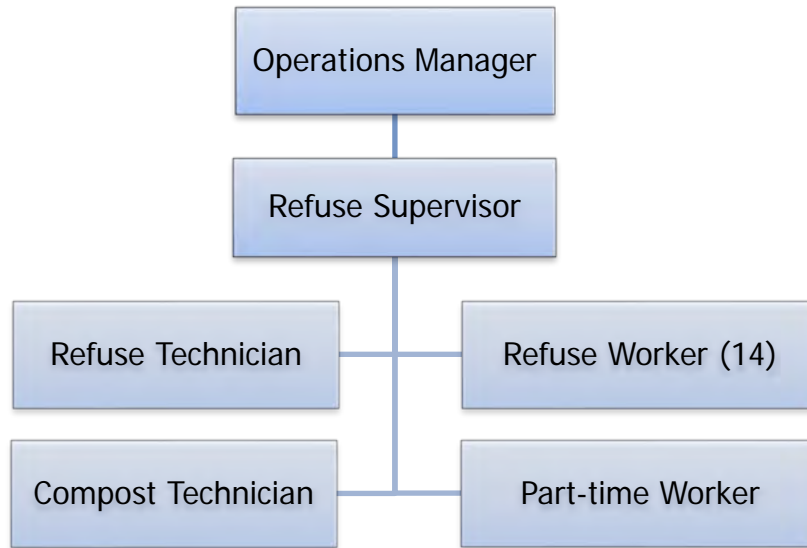 Operations Manager
Refuse Supervisor
Refuse Technician
Refuse Worker (14)
Compost Technician
Part-time Worker